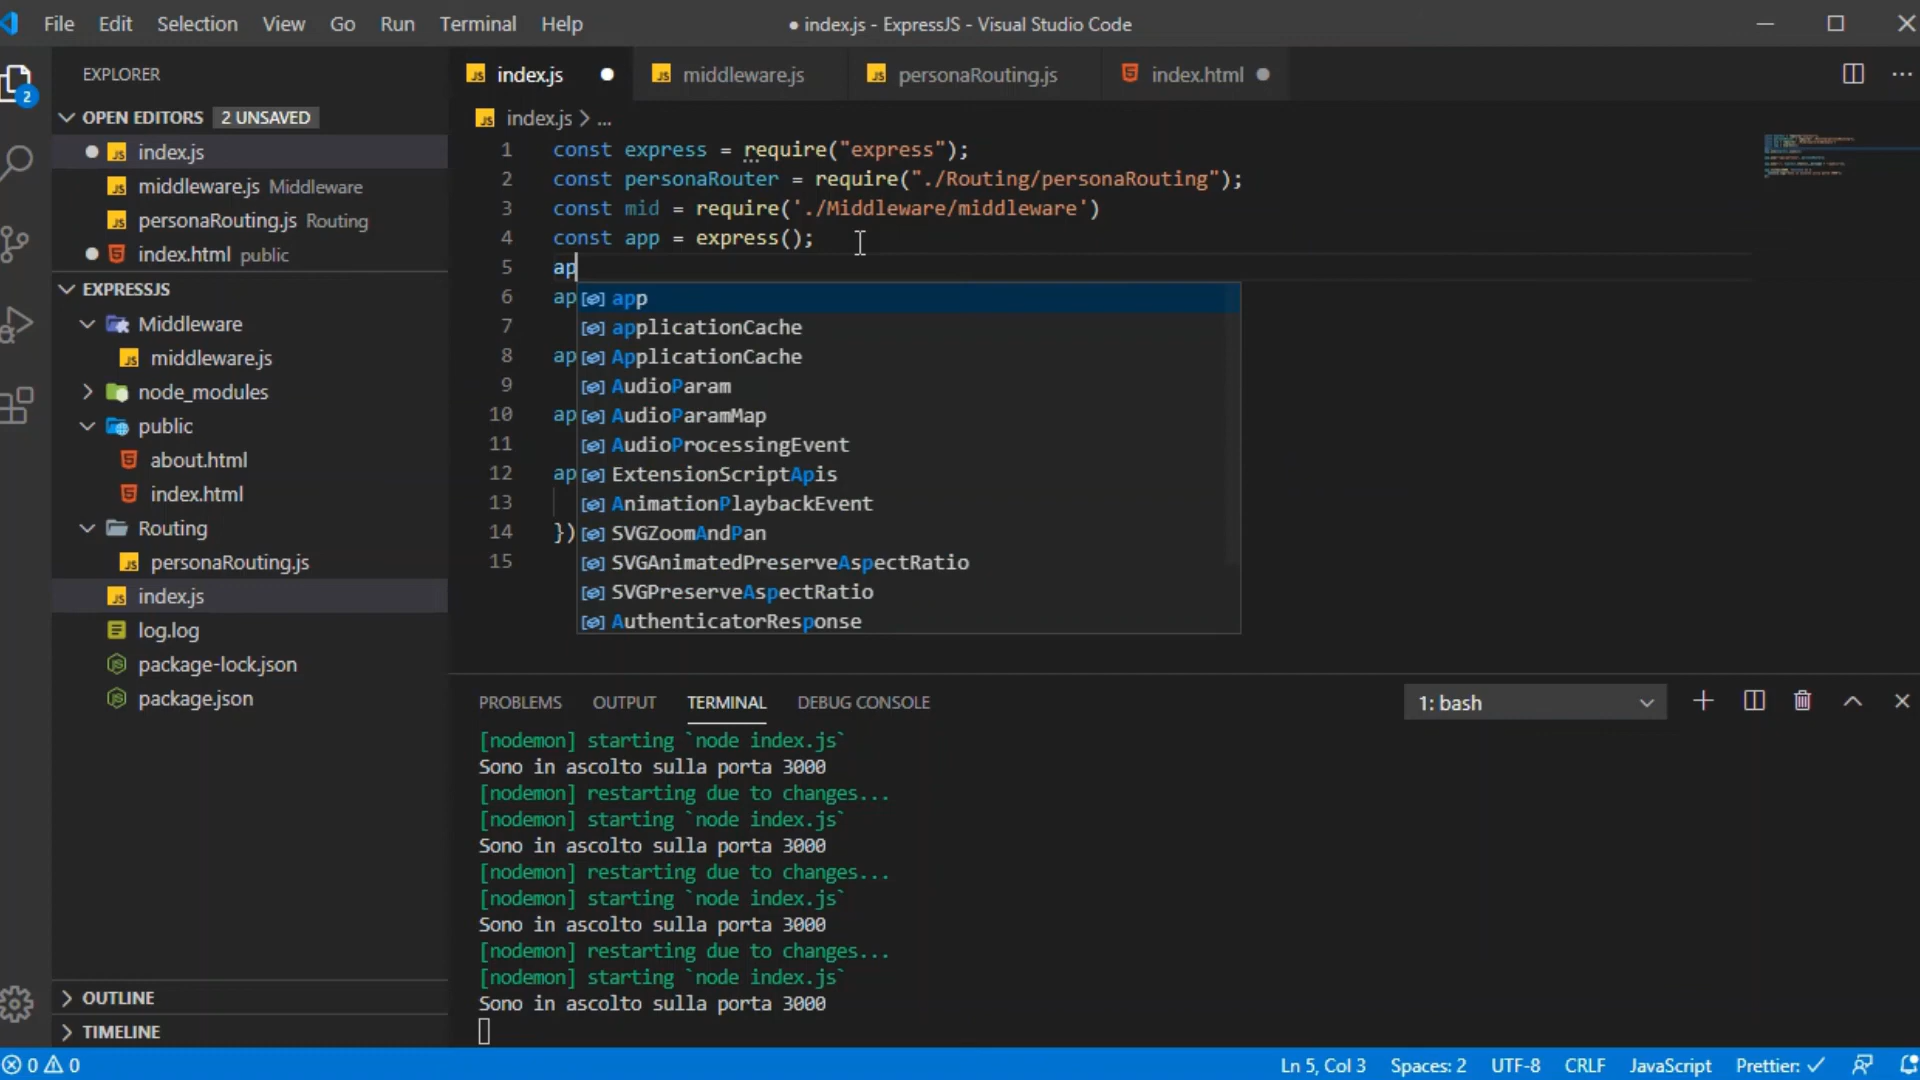 File Edit Selection View Go Run Terminal Help
● index.js - ExpressJS - Visual Studio Code
EXPLORER
OPEN EDITORS 2 UNSAVED
index.js
middleware.js Middleware
personaRouting.js Routing
index.html public
EXPRESSJS
Middleware
middleware.js
node_modules
public
about.html
index.html
Routing
personaRouting.js
index.js
log.log
package-lock.json
package.json
OUTLINE
TIMELINE
2
index.js
middleware.js
personaRouting.js
index.html
index.js > ...
1 const express = require("express");
2 const personaRouter = require("./Routing/personaRouting");
3 const mid = require('./Middleware/middleware')
4 const app = express();
5 ap
6 ap
7
8 ap
9
10 ap
11
12 ap
13
14 })
15
app
applicationCache
ApplicationCache
AudioParam
AudioParamMap
AudioProcessingEvent
ExtensionScriptApis
AnimationPlaybackEvent
SVGZoomAndPan
SVGAnimatedPreserveAspectRatio
SVGPreserveAspectRatio
AuthenticatorResponse
PROBLEMS OUTPUT TERMINAL DEBUG CONSOLE
1: bash
[nodemon] starting `node index.js`
Sono in ascolto sulla porta 3000
[nodemon] restarting due to changes...
[nodemon] starting `node index.js`
Sono in ascolto sulla porta 3000
[nodemon] restarting due to changes...
[nodemon] starting `node index.js`
Sono in ascolto sulla porta 3000
[nodemon] restarting due to changes...
[nodemon] starting `node index.js`
Sono in ascolto sulla porta 3000
0 0
Ln 5, Col 3 Spaces: 2 UTF-8 CRLF JavaScript Prettier: ✓